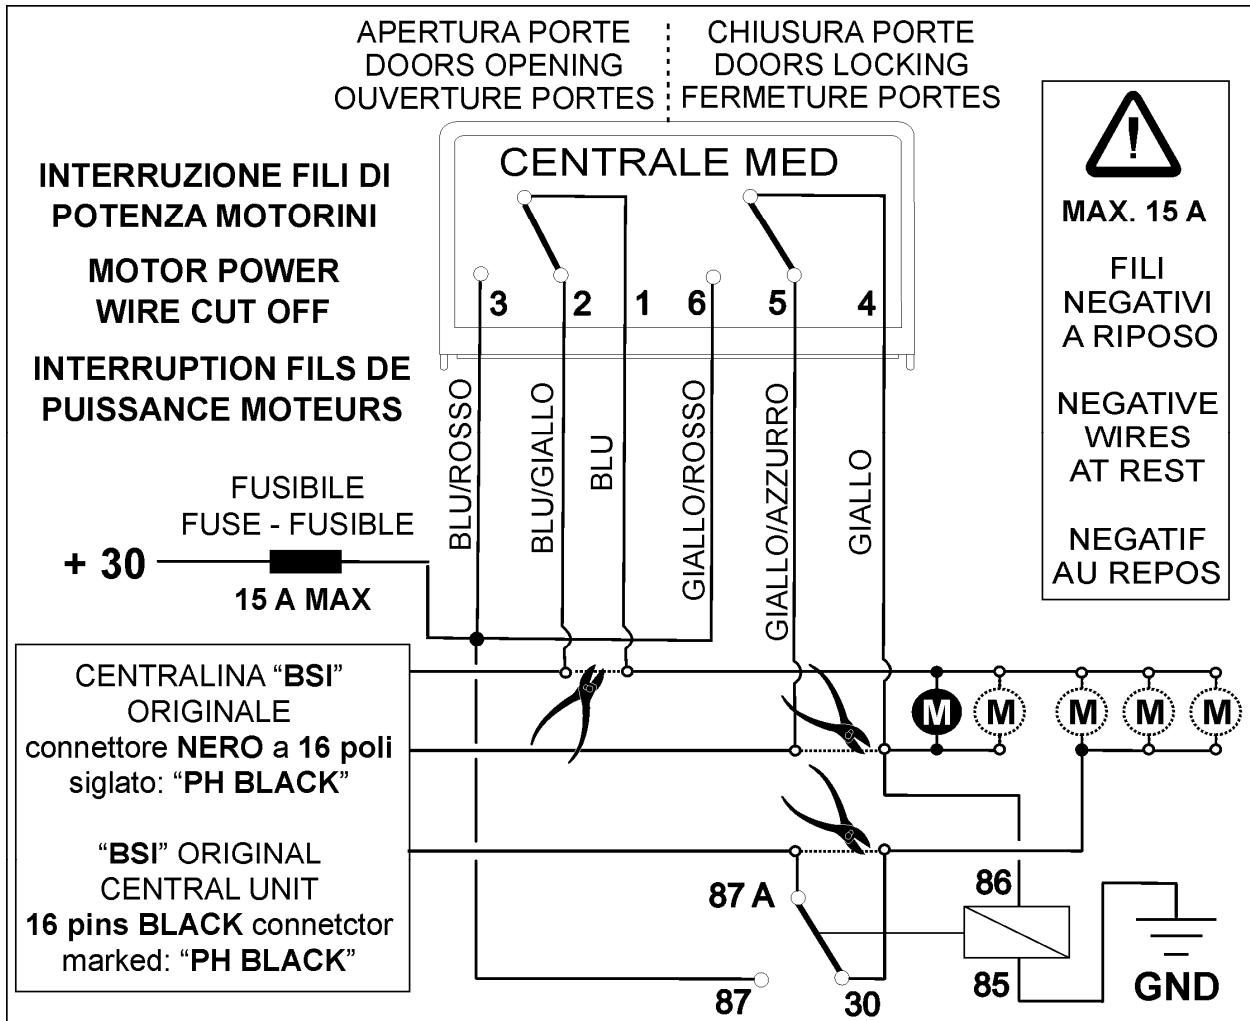 APERTURA PORTE
DOORS OPENING
OUVERTURE PORTES
CHIUSURA PORTE
DOORS LOCKING
FERMETURE PORTES
CENTRALE MED
INTERRUZIONE FILI DI
POTENZA MOTORINI
MOTOR POWER
WIRE CUT OFF
INTERRUPTION FILS DE
PUISSANCE MOTEURS
3 2 1 6 5 4
BLU/ROSSO
BLU/GIALLO
BLU
GIALLO/ROSSO
GIALLO/AZZURRO
GIALLO
!
MAX. 15 A
FILI
NEGATIVI
A RIPOSO
NEGATIVE
WIRES
AT REST
NEGATIF
AU REPOS
FUSIBILE
FUSE - FUSIBLE
+ 30
15 A MAX
CENTRALINA “BSI”
ORIGINALE
connettore NERO a 16 poli
siglato: “PH BLACK”
“BSI” ORIGINAL
CENTRAL UNIT
16 pins BLACK connetctor
marked: “PH BLACK”
M M M M M
87 A
86
87
30
85
GND